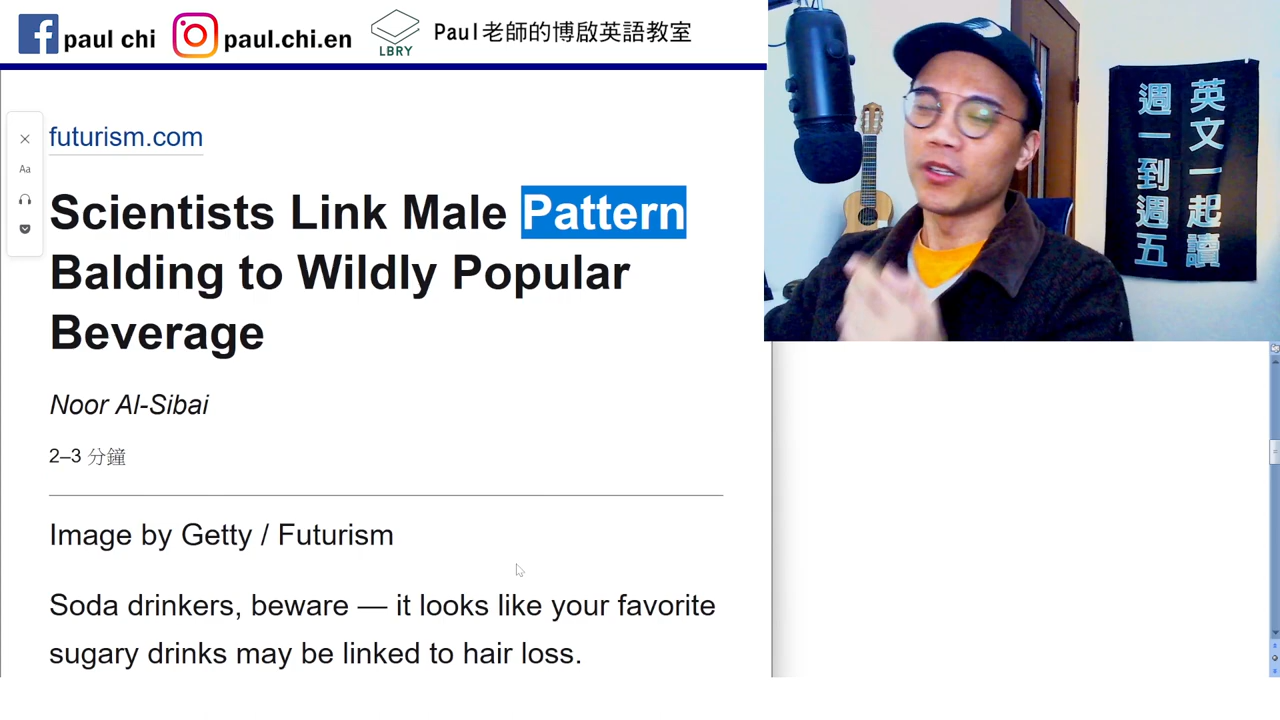 paul chi
paul.chi.en
LBRY
Paul老師的博啟英語教室
futurism.com
Aa
Scientists Link Male Pattern
Balding to Wildly Popular
Beverage
Noor Al-Sibai
2–3 分鐘
Image by Getty / Futurism
Soda drinkers, beware — it looks like your favorite
sugary drinks may be linked to hair loss.
英文一起讀
週一到週五